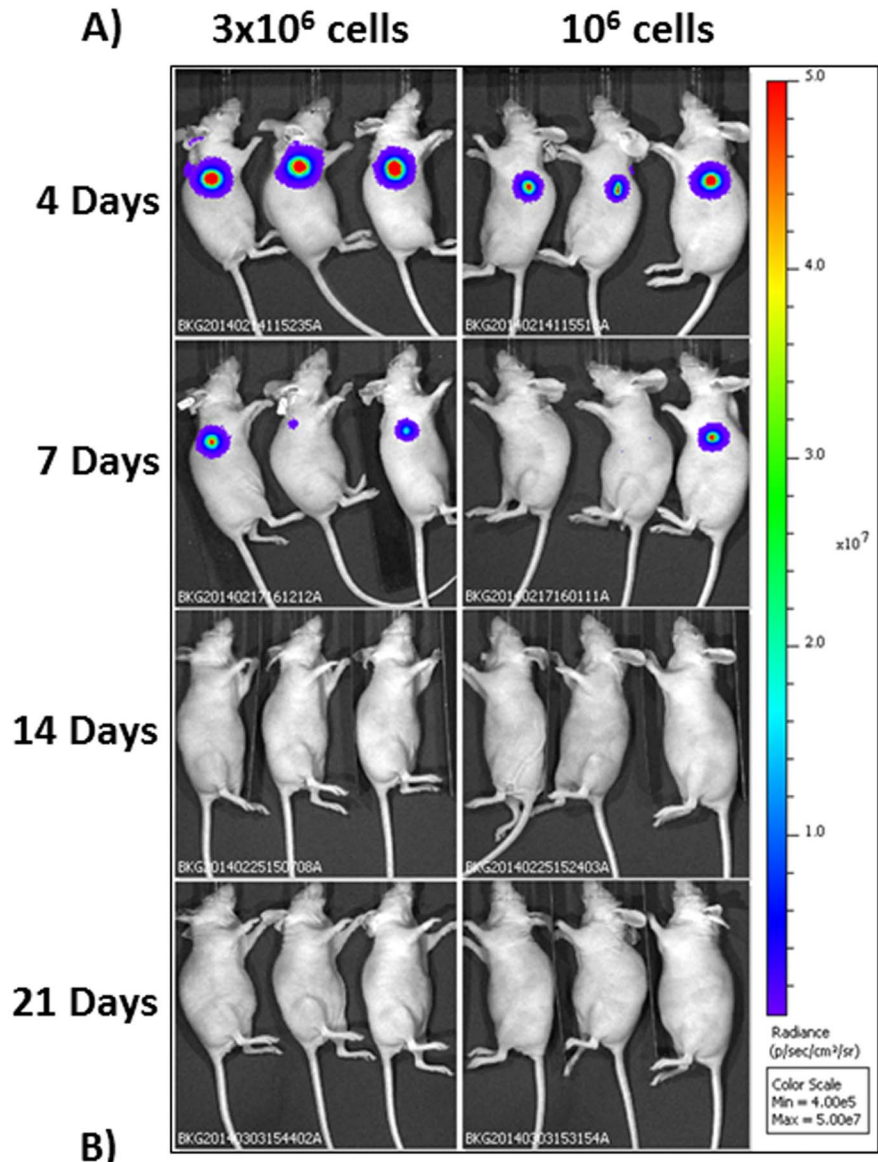 A) 3x10⁶ cells 10⁶ cells
4 Days
BKG20140214115235A BKG20140214115518A
7 Days
BKG20140217161212A BKG20140217160111A
14 Days
BKG20140225150708A BKG20140225152403A
21 Days
BKG20140303154402A BKG20140303153154A
5.0
4.0
3.0
x10⁷
2.0
1.0
Radiance
(p/sec/cm²/sr)
Color Scale
Min = 4.00e5
Max = 5.00e7
B)